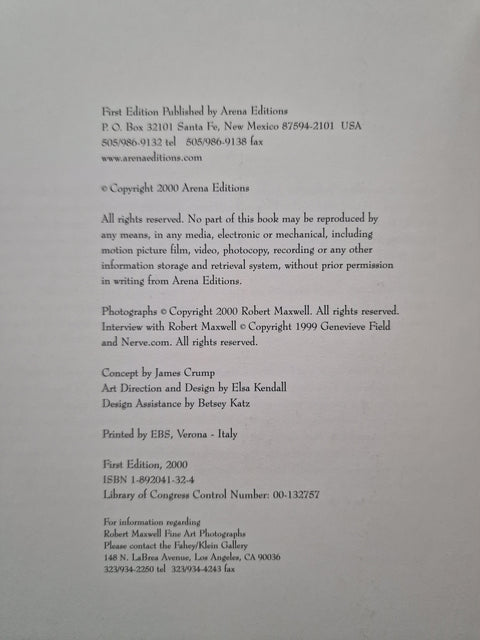 First Edition Published by Arena Editions
P. O. Box 32101 Santa Fe, New Mexico 87594-2101 USA
505/986-9132 tel 505/986-9138 fax
www.arenaeditions.com
© Copyright 2000 Arena Editions
All rights reserved. No part of this book may be reproduced by
any means, in any media, electronic or mechanical, including
motion picture film, video, photocopy, recording or any other
information storage and retrieval system, without prior permission
in writing from Arena Editions.
Photographs © Copyright 2000 Robert Maxwell. All rights reserved.
Interview with Robert Maxwell © Copyright 1999 Genevieve Field
and Nerve.com. All rights reserved.
Concept by James Crump
Art Direction and Design by Elsa Kendall
Design Assistance by Betsey Katz
Printed by EBS, Verona - Italy
First Edition, 2000
ISBN 1-892041-32-4
Library of Congress Control Number: 00-132757
For information regarding
Robert Maxwell Fine Art Photographs
Please contact the Fahey/Klein Gallery
148 N. LaBrea Avenue, Los Angeles, CA 90036
323/934-2250 tel 323/934-4243 fax